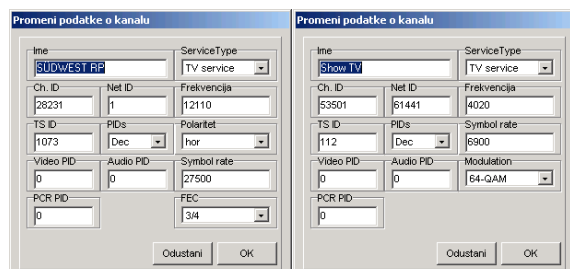 Promeni podatke o kanalu
Ime
ServiceType
SÜDWEST RP
TV service
Ch. ID
Net ID
Frekvencija
28231
1
12110
TS ID
PIDs
Polaritet
1073
Dec
hor
Video PID
Audio PID
Symbol rate
0
0
27500
PCR PID
FEC
0
3/4
Odustani
OK
Promeni podatke o kanalu
Ime
ServiceType
Show TV
TV service
Ch. ID
Net ID
Frekvencija
53501
61441
4020
TS ID
PIDs
Symbol rate
112
Dec
6900
Video PID
Audio PID
Modulation
0
0
64-QAM
PCR PID
0
Odustani
OK